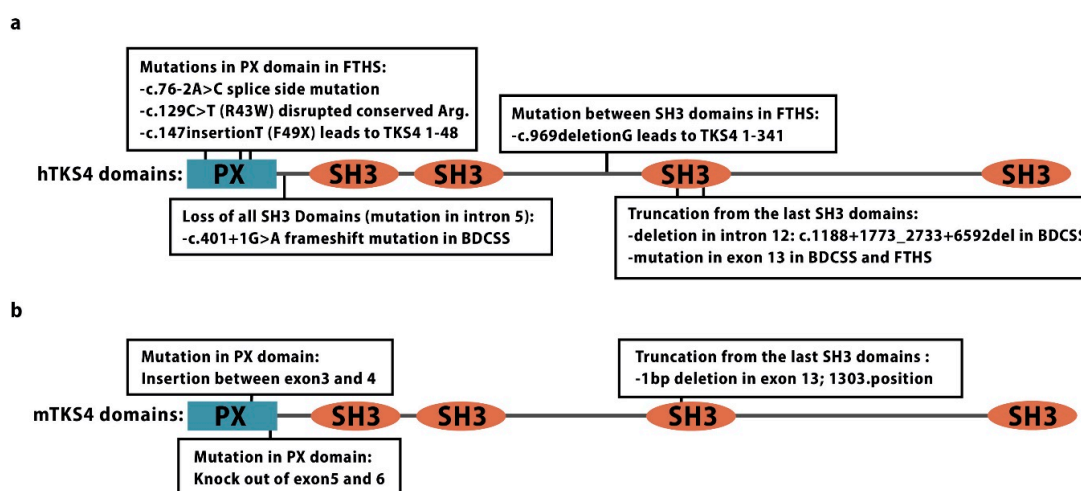 a
Mutations in PX domain in FTHS:
-c.76-2A>C splice side mutation
-c.129C>T (R43W) disrupted conserved Arg.
-c.147insertionT (F49X) leads to TKS4 1-48
Mutation between SH3 domains in FTHS:
-c.969deletionG leads to TKS4 1-341
hTKS4 domains: PX SH3 SH3 SH3 SH3
Loss of all SH3 Domains (mutation in intron 5):
-c.401+1G>A frameshift mutation in BDCSS
Truncation from the last SH3 domains:
-deletion in intron 12: c.1188+1773_2733+6592del in BDCSS
-mutation in exon 13 in BDCSS and FTHS
b
Mutation in PX domain:
Insertion between exon3 and 4
Truncation from the last SH3 domains :
-1bp deletion in exon 13; 1303.position
mTKS4 domains: PX SH3 SH3 SH3 SH3
Mutation in PX domain:
Knock out of exon5 and 6